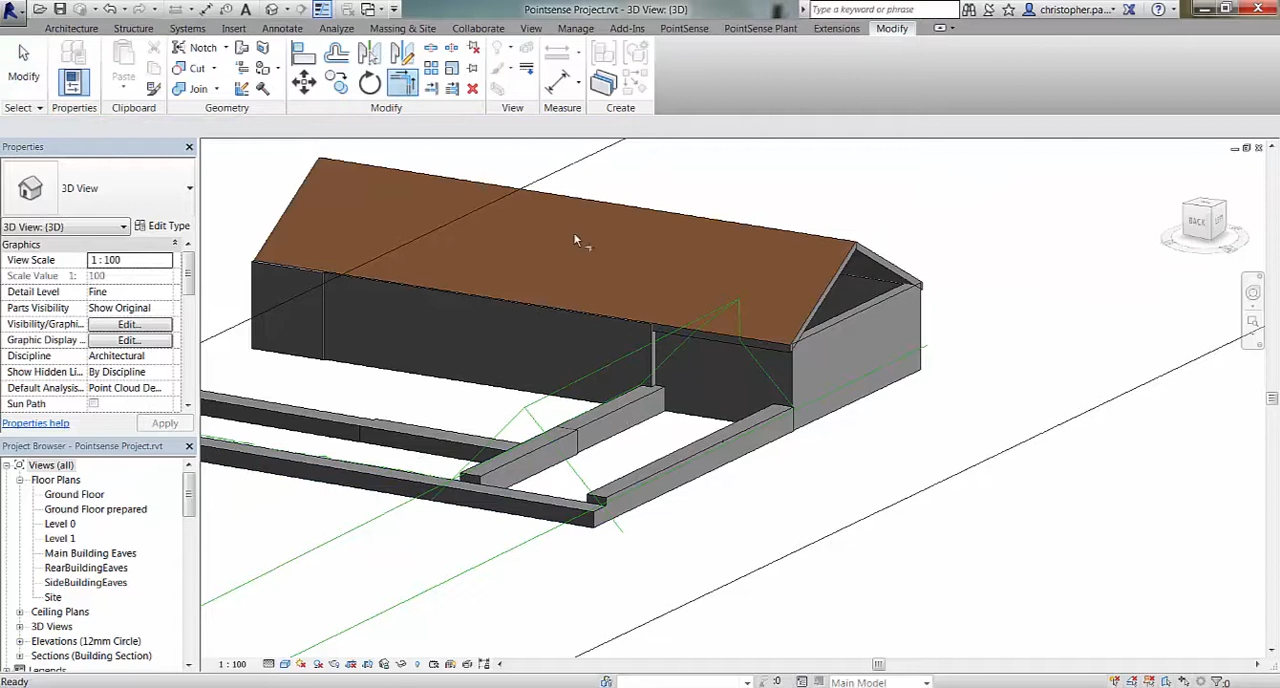 Pointsense Project.rvt - 3D View: {3D}
Type a keyword or phrase
christopher.pa...
Architecture Structure Systems Insert Annotate Analyze Massing & Site Collaborate View Manage Add-Ins PointSense PointSense Plant Extensions Modify
Modify
Paste
Notch
Cut
Join
Select Properties Clipboard Geometry Modify View Measure Create
Properties
3D View
3D View: {3D} Edit Type
Graphics
View Scale 1 : 100
Scale Value 1: 100
Detail Level Fine
Parts Visibility Show Original
Visibility/Graphi... Edit...
Graphic Display ... Edit...
Discipline Architectural
Show Hidden Li... By Discipline
Default Analysis... Point Cloud De...
Sun Path
Properties help Apply
Project Browser - Pointsense Project.rvt
Views (all)
Floor Plans
Ground Floor
Ground Floor prepared
Level 0
Level 1
Main Building Eaves
RearBuildingEaves
SideBuildingEaves
Site
Ceiling Plans
3D Views
Elevations (12mm Circle)
Sections (Building Section)
Legends
BACK
LEFT
1 : 100
Ready
:0
Main Model
:0